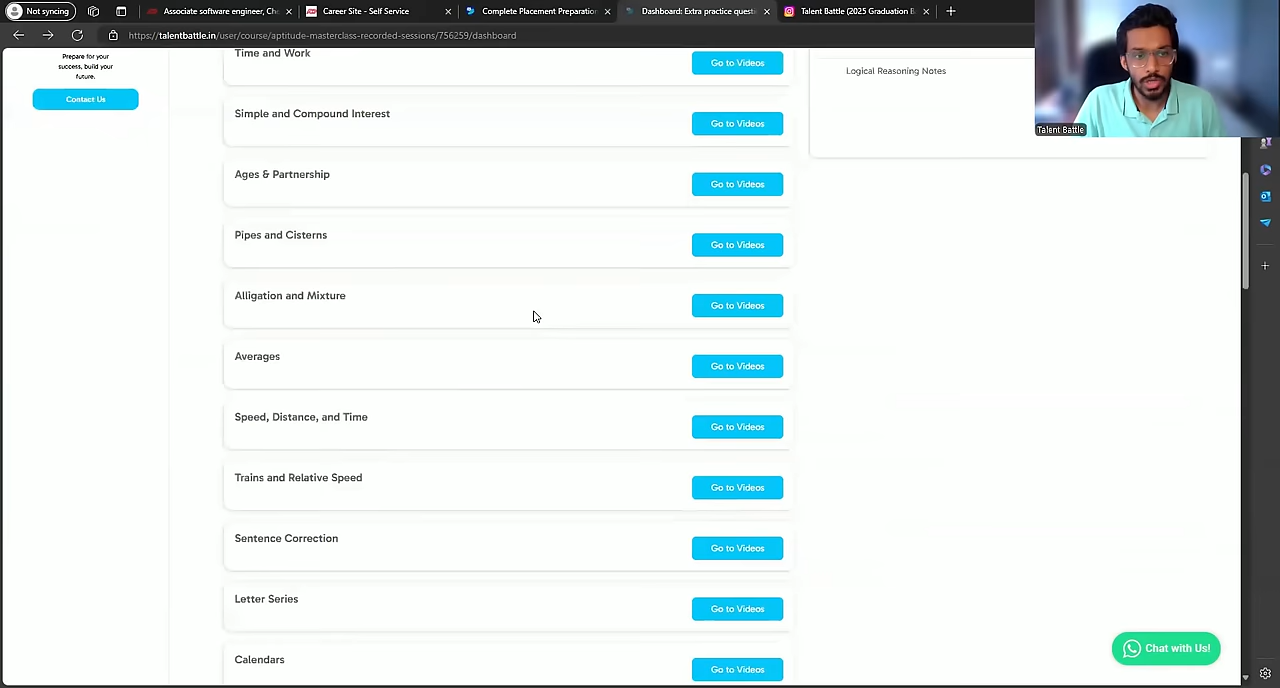 Not syncing
Associate software engineer, Che
Career Site - Self Service
Complete Placement Preparation
Dashboard: Extra practice quest
Talent Battle (2025 Graduation B
https://talentbattle.in/user/course/aptitude-masterclass-recorded-sessions/756259/dashboard
Prepare for your
success, build your
future.
Contact Us
Time and Work
Go to Videos
Simple and Compound Interest
Go to Videos
Ages & Partnership
Go to Videos
Pipes and Cisterns
Go to Videos
Alligation and Mixture
Go to Videos
Averages
Go to Videos
Speed, Distance, and Time
Go to Videos
Trains and Relative Speed
Go to Videos
Sentence Correction
Go to Videos
Letter Series
Go to Videos
Calendars
Go to Videos
Logical Reasoning Notes
Talent Battle
Chat with Us!